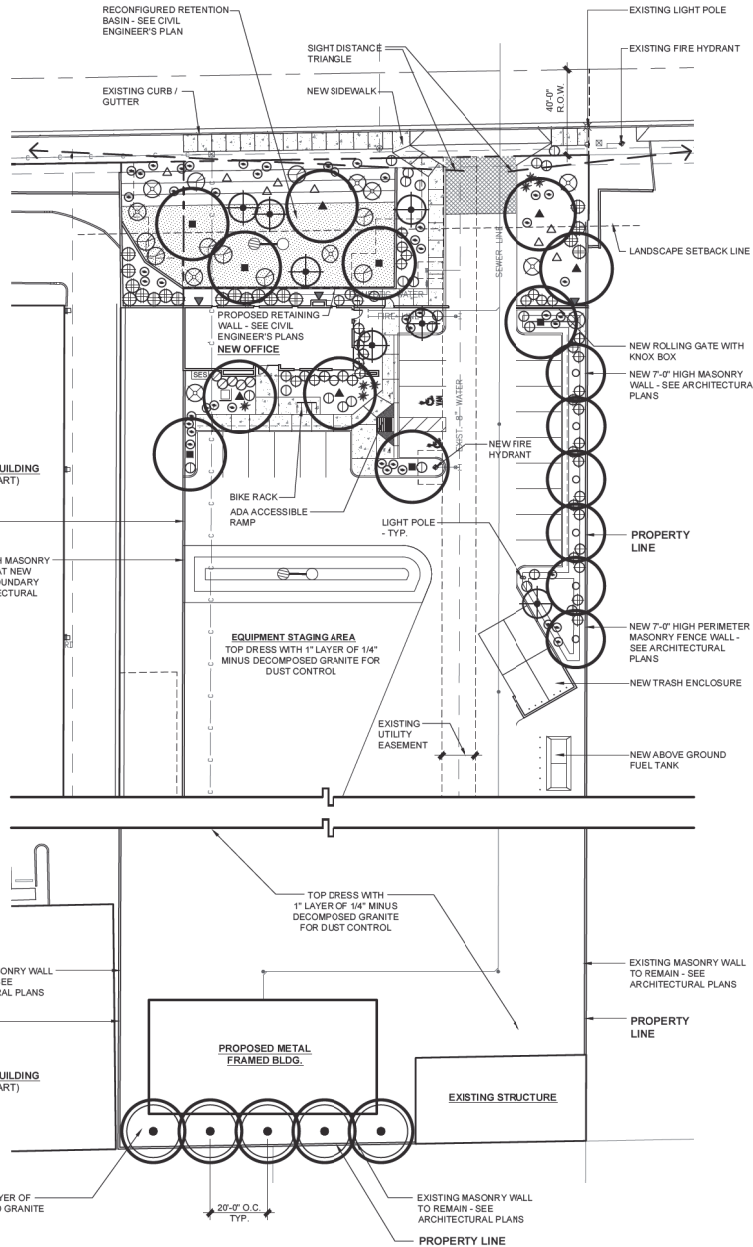 RECONFIGURED RETENTION
BASIN - SEE CIVIL
ENGINEER'S PLAN
EXISTING LIGHT POLE
SIGHT DISTANCE
TRIANGLE
EXISTING FIRE HYDRANT
EXISTING CURB /
GUTTER
NEW SIDEWALK
40'-0"
R.O.W.
SEWER LINE
LANDSCAPE SETBACK LINE
PROPOSED RETAINING
WALL - SEE CIVIL
ENGINEER'S PLANS
NEW OFFICE
NEW ROLLING GATE WITH
KNOX BOX
NEW 7'-0" HIGH MASONRY
WALL - SEE ARCHITECTURA
PLANS
EXIST. 8" WATER
SES
NEW FIRE
HYDRANT
UILDING
ART)
BIKE RACK
ADA ACCESSIBLE
RAMP
LIGHT POLE
- TYP.
PROPERTY
LINE
H MASONRY
AT NEW
OUNDARY
ECTURAL
EQUIPMENT STAGING AREA
TOP DRESS WITH 1" LAYER OF 1/4"
MINUS DECOMPOSED GRANITE FOR
DUST CONTROL
NEW 7'-0" HIGH PERIMETER
MASONRY FENCE WALL -
SEE ARCHITECTURAL
PLANS
NEW TRASH ENCLOSURE
EXISTING
UTILITY
EASEMENT
NEW ABOVE GROUND
FUEL TANK
TOP DRESS WITH
1" LAYER OF 1/4" MINUS
DECOMPOSED GRANITE
FOR DUST CONTROL
ONRY WALL
EE
RAL PLANS
EXISTING MASONRY WALL
TO REMAIN - SEE
ARCHITECTURAL PLANS
PROPERTY
LINE
PROPOSED METAL
FRAMED BLDG.
UILDING
ART)
EXISTING STRUCTURE
YER OF
D GRANITE
20'-0" O.C.
TYP.
EXISTING MASONRY WALL
TO REMAIN - SEE
ARCHITECTURAL PLANS
PROPERTY LINE